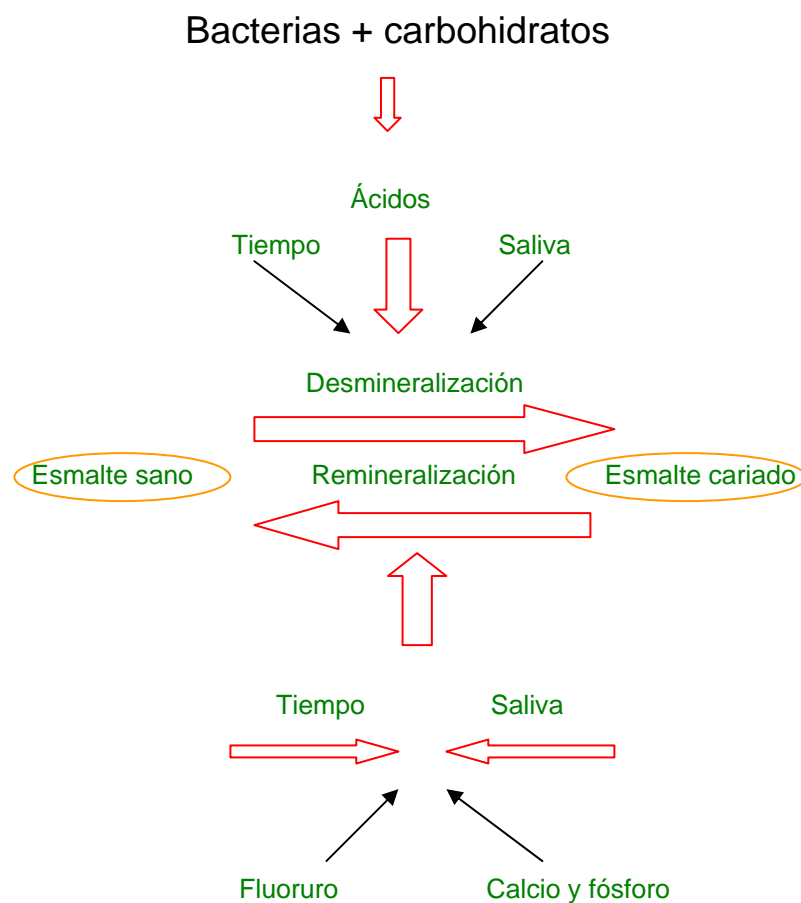 Bacterias + carbohidratos
Ácidos
Tiempo Saliva
Desmineralización
Esmalte sano Remineralización Esmalte cariado
Tiempo Saliva
Fluoruro Calcio y fósforo